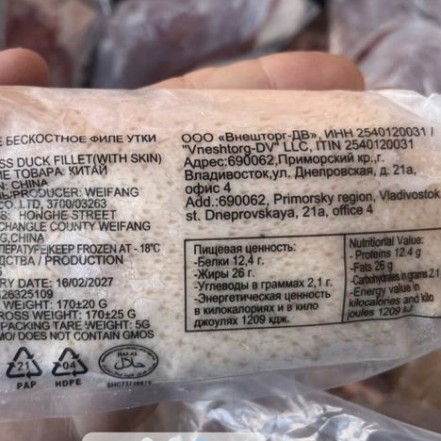 Е БЕСКОСТНОЕ ФИЛЕ УТКИ
SS DUCK FILLET(WITH SKIN)
ИЕ ТОВАРА: КИТАЙ
N: CHINA
PRODUCER: WEIFANG
CO.,LTD, 3700/03263
S: HONGHE STREET
CHANGLE COUNTY WEIFANG
G,CHINA
KEEP FROZEN AT - 18°C
ДСТВА / PRODUCTION
RY DATE: 16/02/2027
26325109
WEIGHT: 170±20 G
ROSS WEIGHT: 170±25 G
PACKING TARE WEIGHT: 5G
МО/ DOES NOT CONTAIN GMOS
21
PAP
04
HDPE
HALAL
ООО «Внешторг-ДВ», ИНН 2540120031 /
"Vneshtorg-DV" LLC, ITIN 2540120031
Адрес:690062,Приморский кр.,г.
Владивосток,ул. Днепровская, д. 21а,
офис 4
Add.:690062, Primorsky region, Vladivostok
st. Dneprovskaya, 21a, office 4
Пищевая ценность:
-Белки 12,4 г.
-Жиры 26 г.
-Углеводы в граммах 2,1 г.
-Энергетическая ценность
в килокалориях и в кило
джоулях 1209 кдж.
Nutritional Value:
- Proteins 12.4 g
-Fats 26 g
-Carbohydrates in grams 2.1
-Energy value in
kilocalories and kilo
joules 1209 kJ